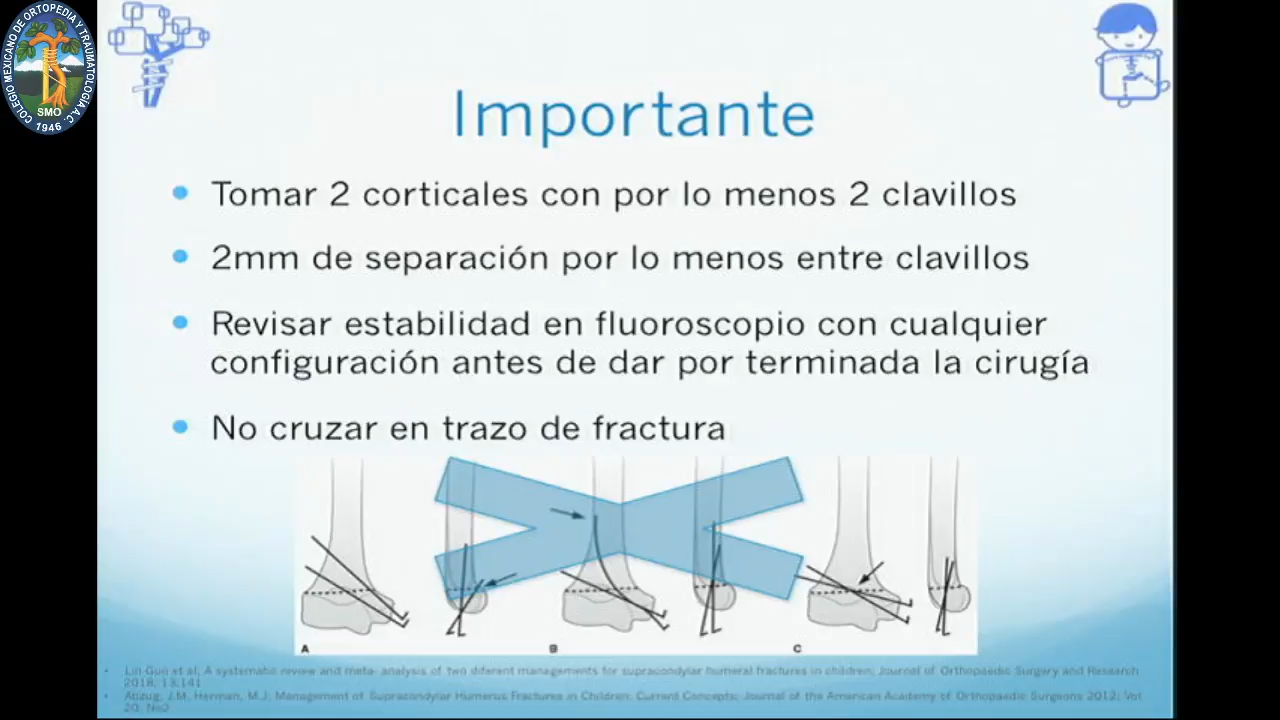 COLEGIO MEXICANO DE ORTOPEDIA Y TRAUMATOLOGÍA A.C.
SMO
1946
Importante
• Tomar 2 corticales con por lo menos 2 clavillos
• 2mm de separación por lo menos entre clavillos
• Revisar estabilidad en fluoroscopio con cualquier
configuración antes de dar por terminada la cirugía
• No cruzar en trazo de fractura
A B C
• Lin Guo et al, A systematic review and meta- analysis of two diferent managements for supracondylar humeral fractures in children; Journal of Orthopaedic Surgery and Research
2018; 13:141
• Abzug, J.M, Herman, M.J; Management of Supracondylar Humerus Fractures in Children: Current Concepts; Journal of the American Academy of Orthopaedic Surgeons 2012; Vol
20. No2